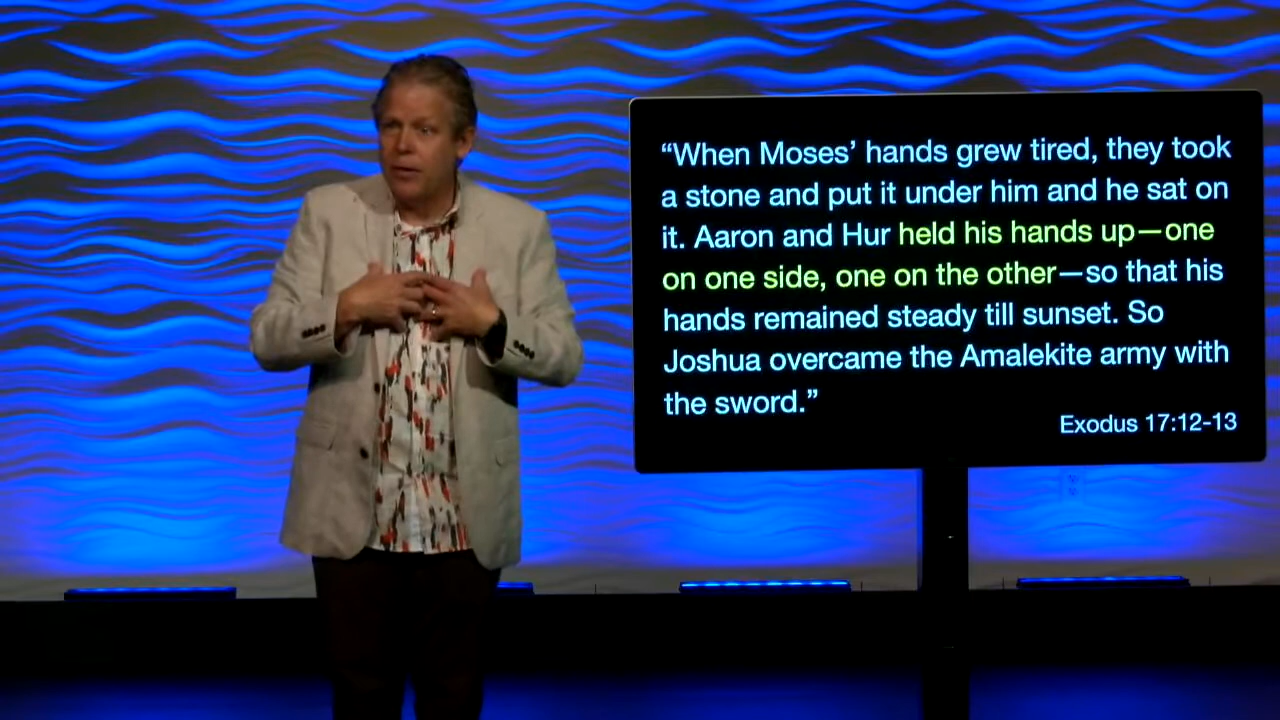 “When Moses’ hands grew tired, they took
a stone and put it under him and he sat on
it. Aaron and Hur held his hands up—one
on one side, one on the other—so that his
hands remained steady till sunset. So
Joshua overcame the Amalekite army with
the sword.”
Exodus 17:12-13